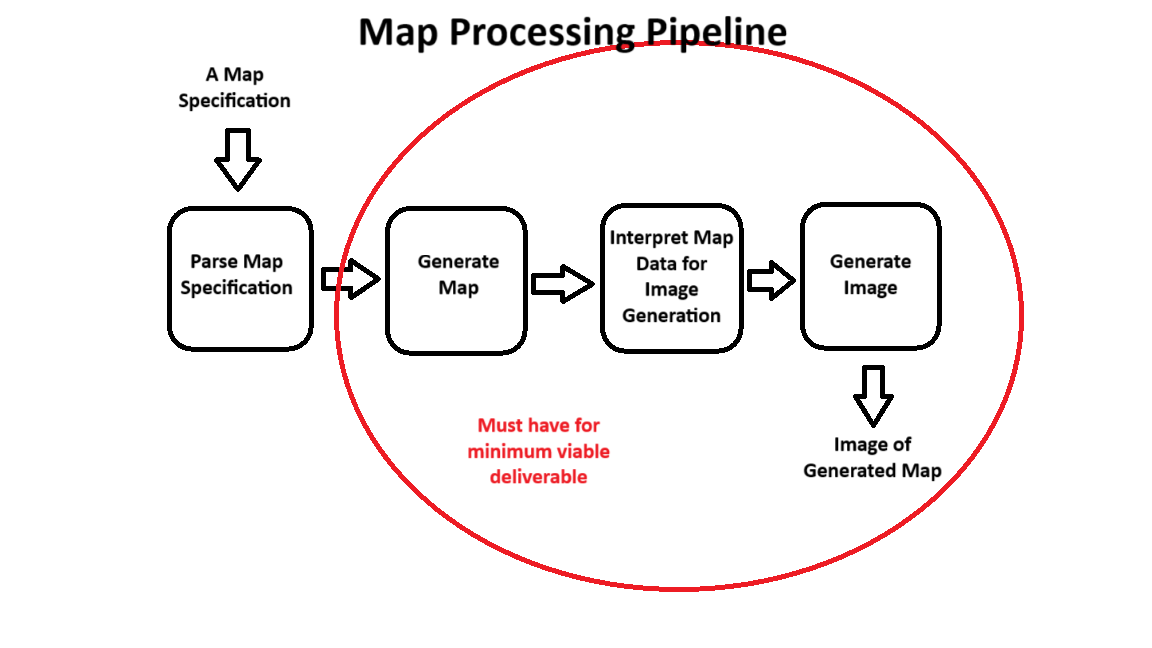 Map Processing Pipeline
A Map
Specification
Parse Map
Specification
Generate
Map
Interpret Map
Data for
Image
Generation
Generate
Image
Must have for
minimum viable
deliverable
Image of
Generated Map